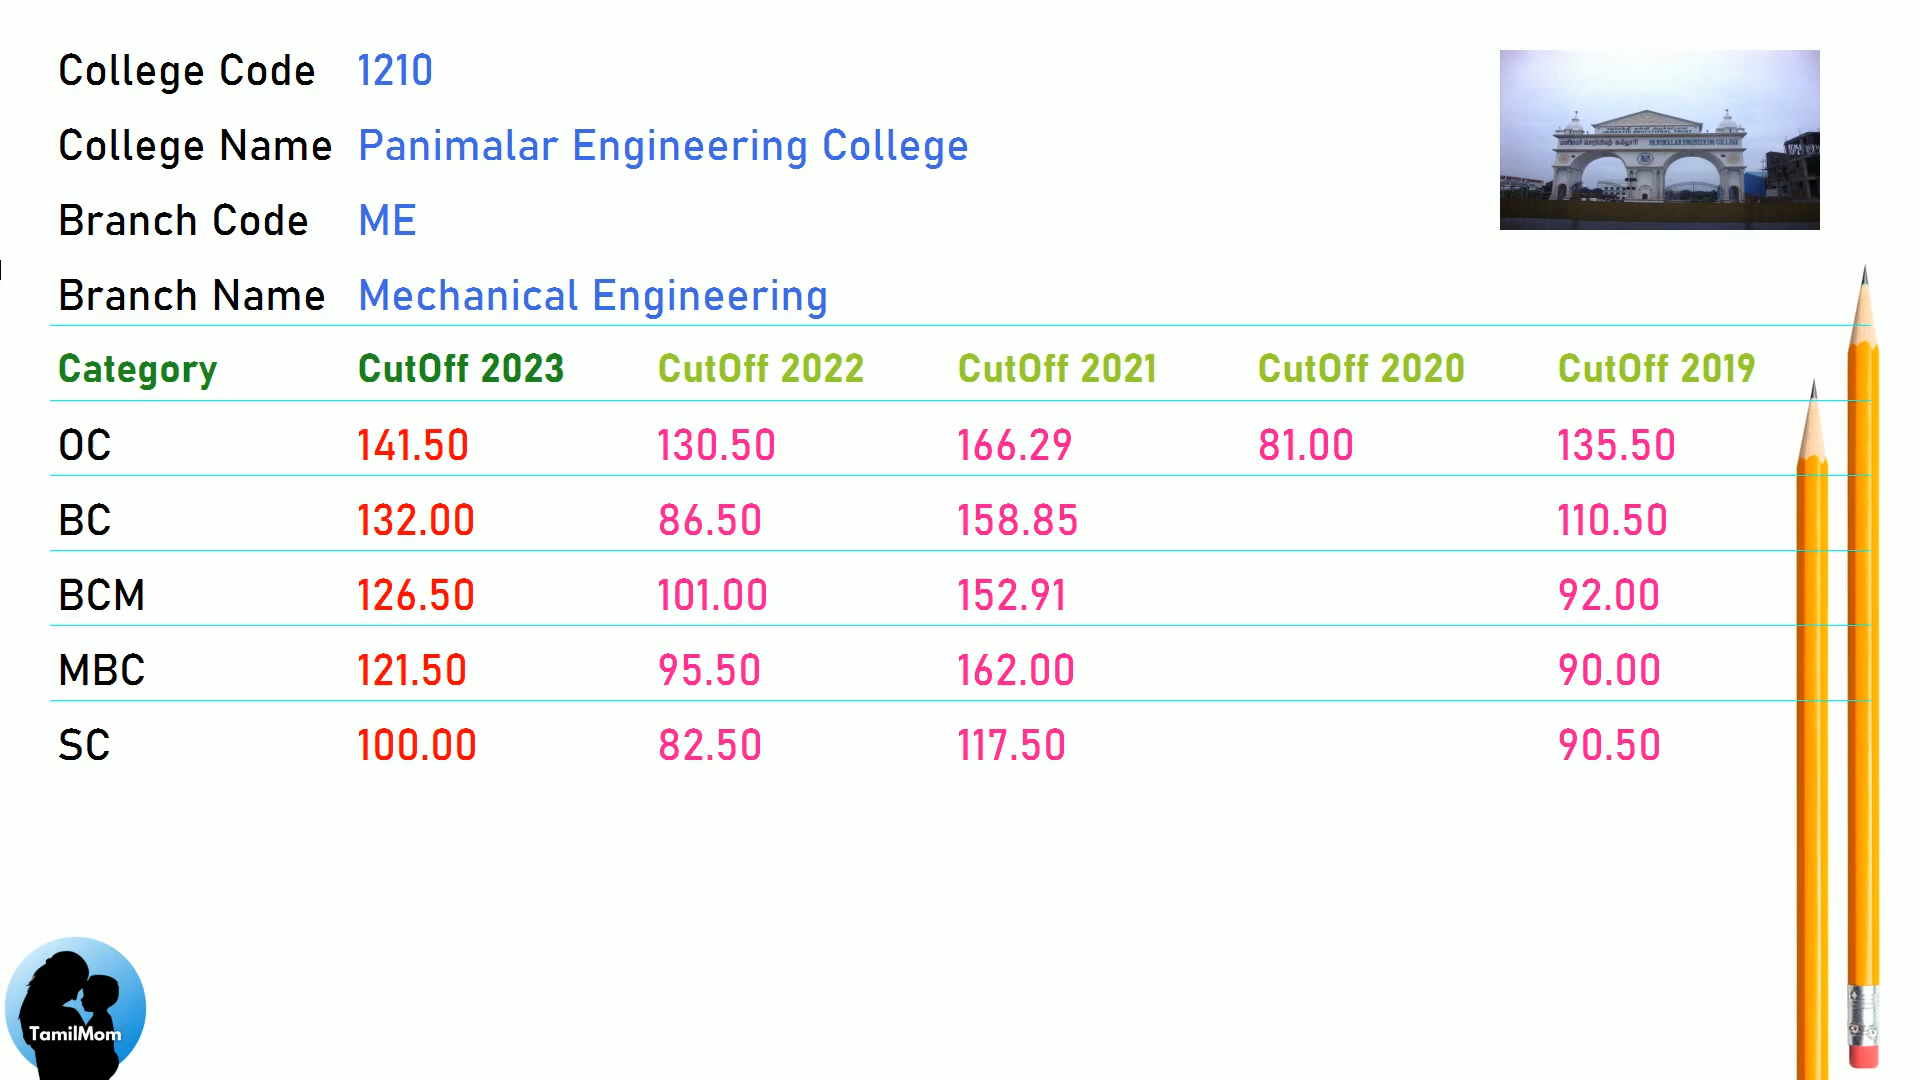 College Code 1210
College Name Panimalar Engineering College
Branch Code ME
Branch Name Mechanical Engineering
Category CutOff 2023 CutOff 2022 CutOff 2021 CutOff 2020 CutOff 2019
OC 141.50 130.50 166.29 81.00 135.50
BC 132.00 86.50 158.85 110.50
BCM 126.50 101.00 152.91 92.00
MBC 121.50 95.50 162.00 90.00
SC 100.00 82.50 117.50 90.50
PANIMALAR ENGINEERING COLLEGE
TamilMom